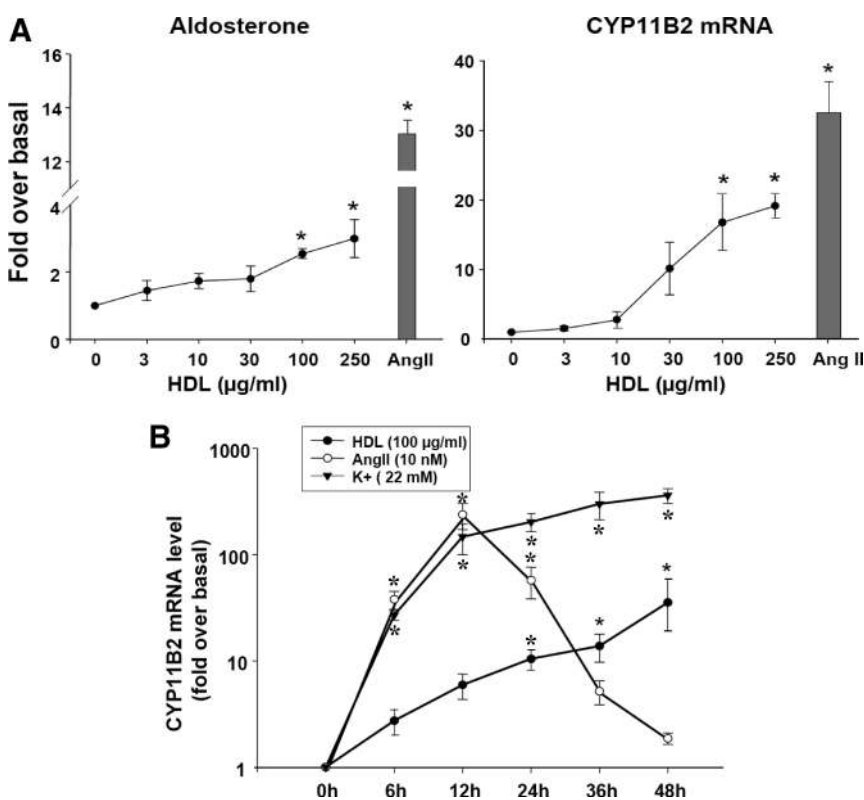 A
Aldosterone
CYP11B2 mRNA
Fold over basal
16
14
12
4
2
0
*
*
*
0 3 10 30 100 250 AngII
HDL (µg/ml)
40
30
20
10
0
*
*
*
0 3 10 30 100 250 Ang II
HDL (µg/ml)
B
HDL (100 µg/ml)
AngII (10 nM)
K+ ( 22 mM)
CYP11B2 mRNA level
(fold over basal)
1000
100
10
1
*
*
*
*
*
*
*
*
*
*
*
0h 6h 12h 24h 36h 48h